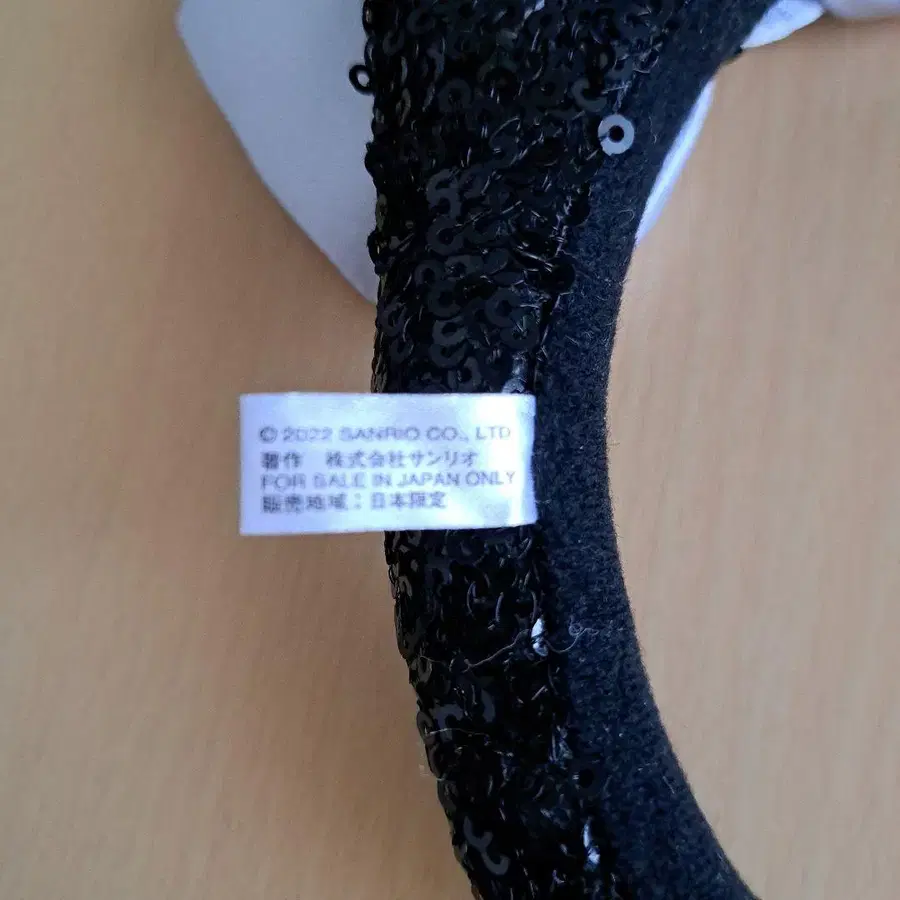 © 2022 SANRIO CO., LTD
著作 株式会社サンリオ
FOR SALE IN JAPAN ONLY
販売地域：日本限定